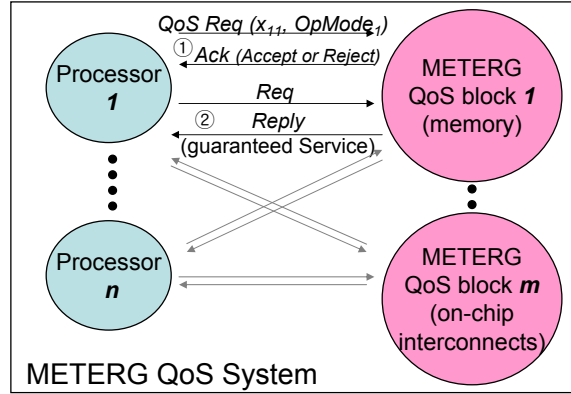 QoS Req (x11, OpMode1)
① Ack (Accept or Reject)
Processor
1
METERG
QoS block 1
(memory)
Req
② Reply
(guaranteed Service)
Processor
n
METERG
QoS block m
(on-chip
interconnects)
METERG QoS System